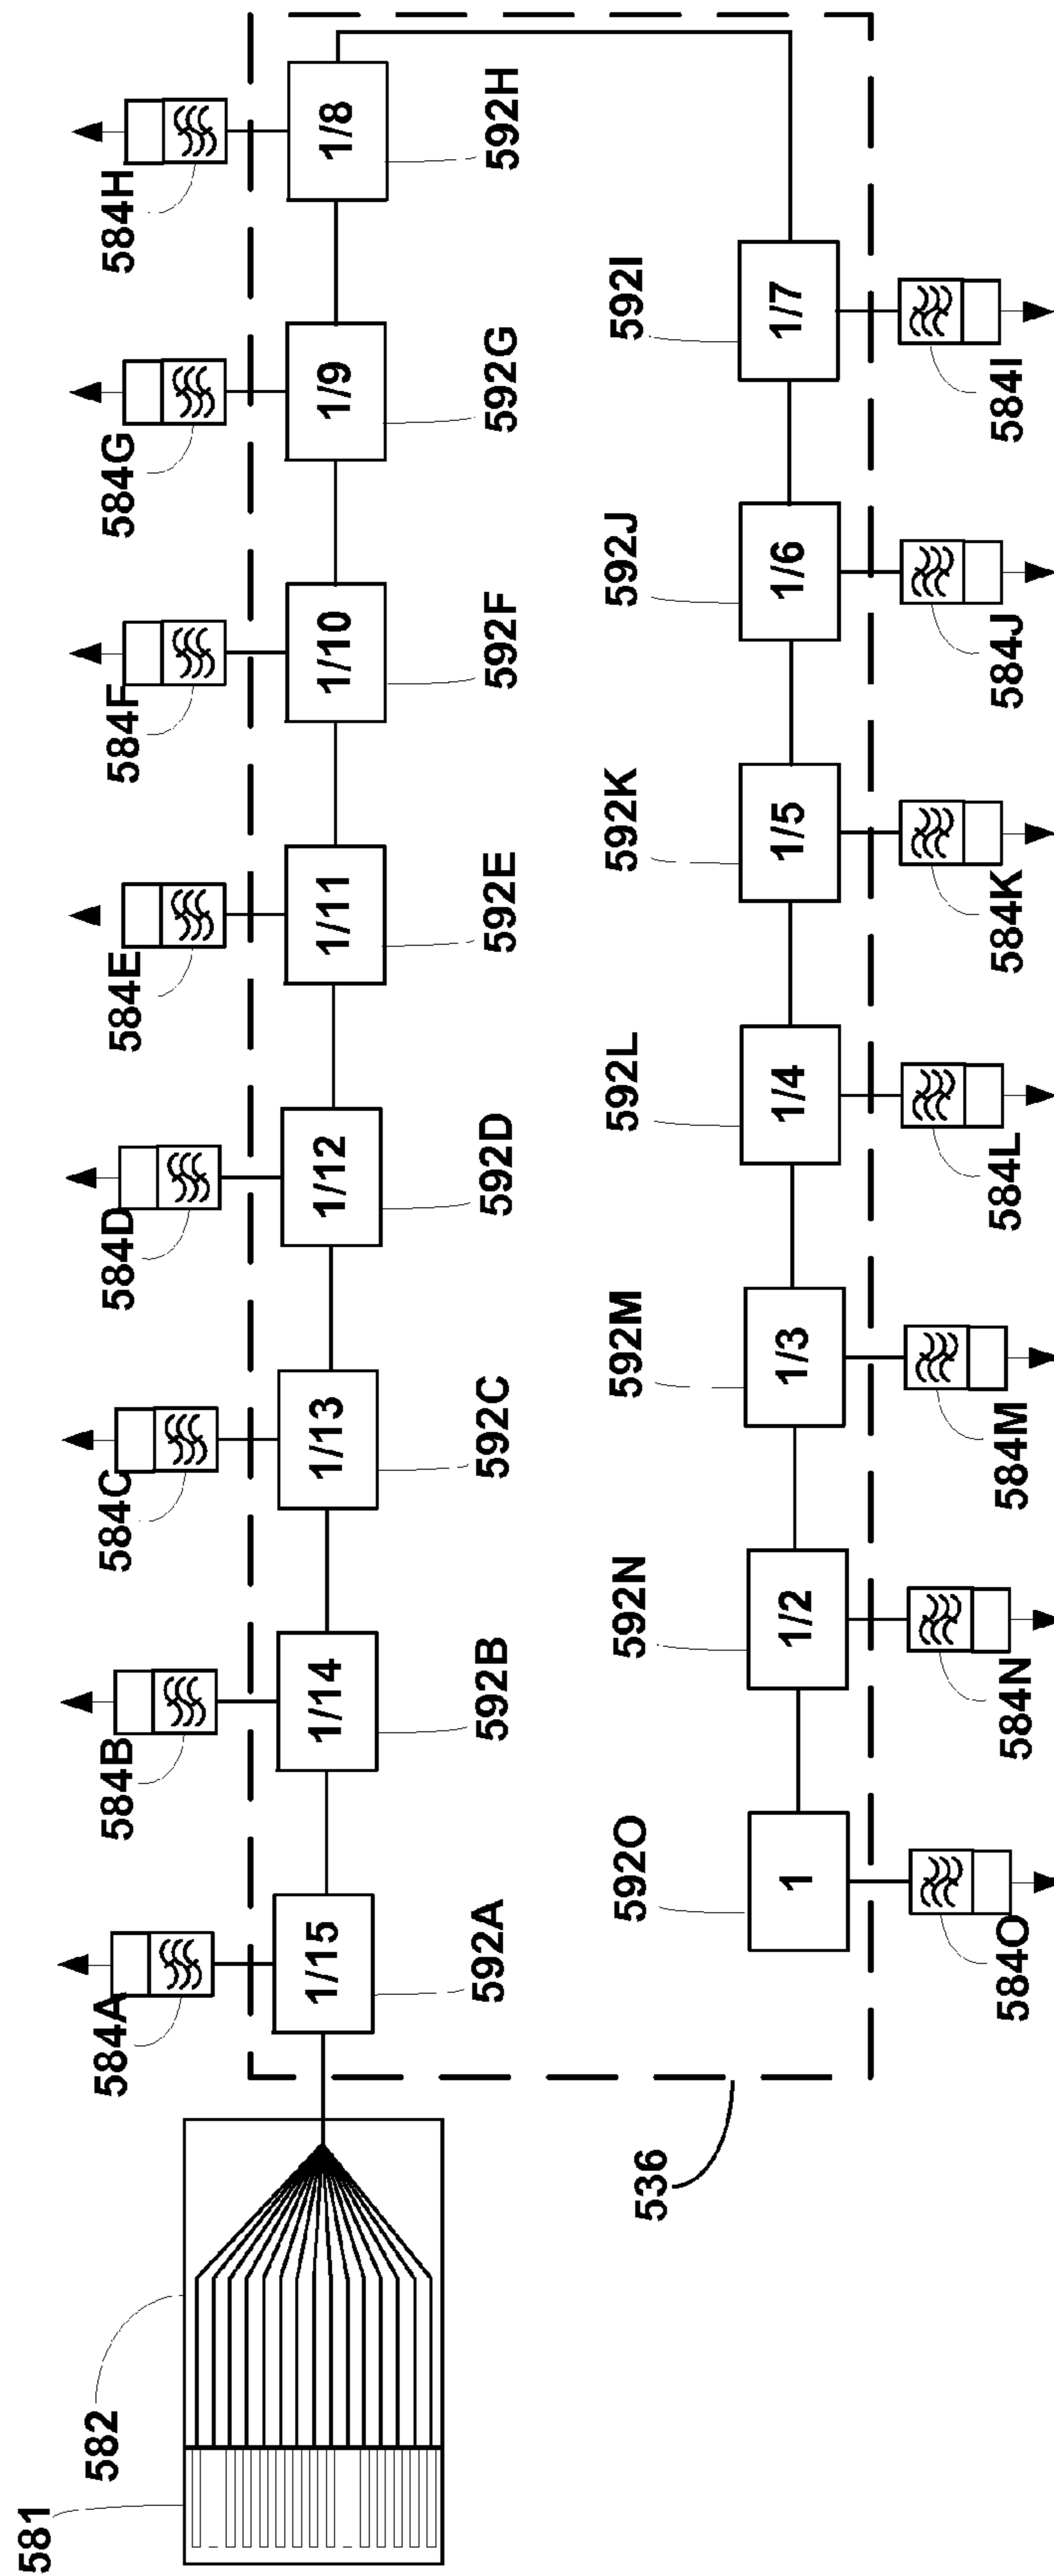 581
582
584A
584B
584C
584D
584E
584F
584G
584H
1/15
1/14
1/13
1/12
1/11
1/10
1/9
1/8
592A
592B
592C
592D
592E
592F
592G
592H
536
592O
592N
592M
592L
592K
592J
592I
1
1/2
1/3
1/4
1/5
1/6
1/7
584O
584N
584M
584L
584K
584J
584I